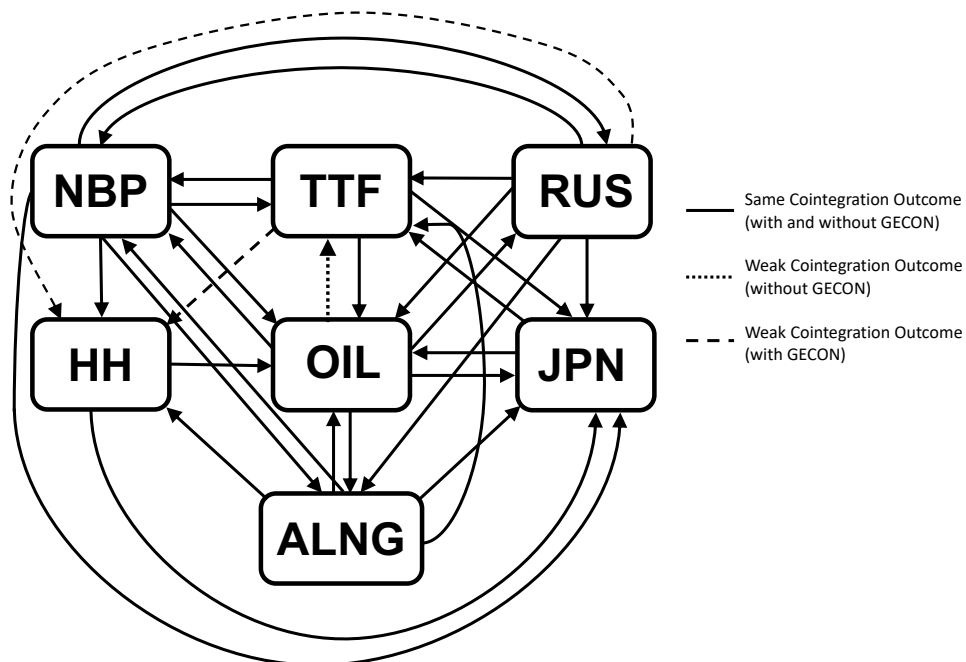 NBP
TTF
RUS
HH
OIL
JPN
ALNG
Same Cointegration Outcome
(with and without GECON)
Weak Cointegration Outcome
(without GECON)
Weak Cointegration Outcome
(with GECON)